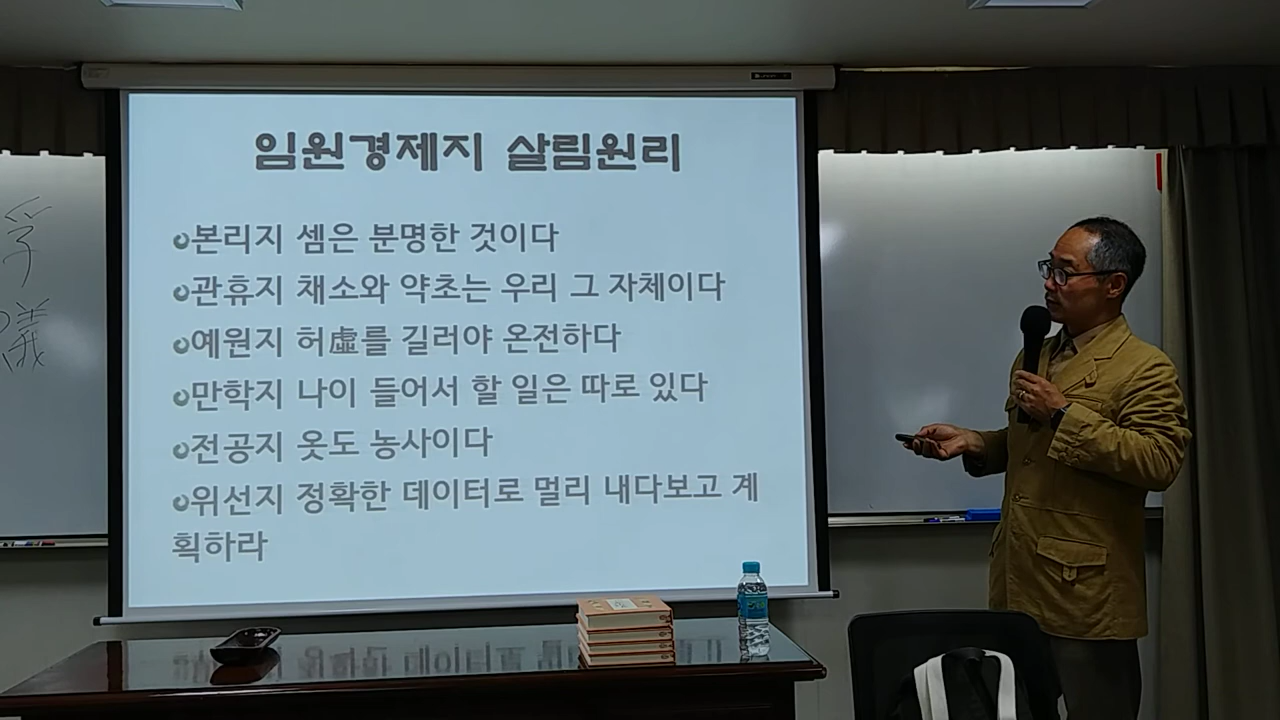 임원경제지 살림원리
본리지 셈은 분명한 것이다
관휴지 채소와 약초는 우리 그 자체이다
예원지 허虛를 길러야 온전하다
만학지 나이 들어서 할 일은 따로 있다
전공지 옷도 농사이다
위선지 정확한 데이터로 멀리 내다보고 계
획하라
議